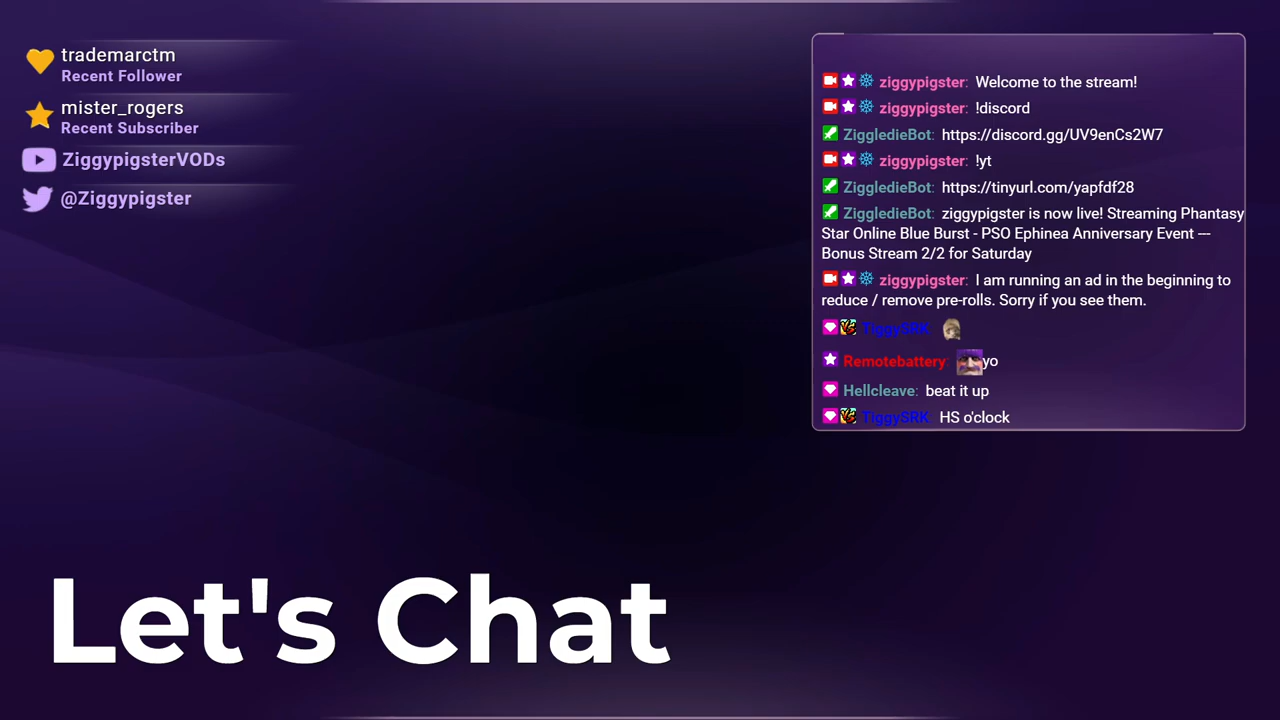 trademarctm
Recent Follower
mister_rogers
Recent Subscriber
ZiggypigsterVODs
@Ziggypigster
ziggypigster: Welcome to the stream!
ziggypigster: !discord
ZiggledieBot: https://discord.gg/UV9enCs2W7
ziggypigster: !yt
ZiggledieBot: https://tinyurl.com/yapfdf28
ZiggledieBot: ziggypigster is now live! Streaming Phantasy
Star Online Blue Burst - PSO Ephinea Anniversary Event ---
Bonus Stream 2/2 for Saturday
ziggypigster: I am running an ad in the beginning to
reduce / remove pre-rolls. Sorry if you see them.
TiggySRK:
Remotebattery: yo
Hellcleave: beat it up
TiggySRK: HS o'clock
Let's Chat